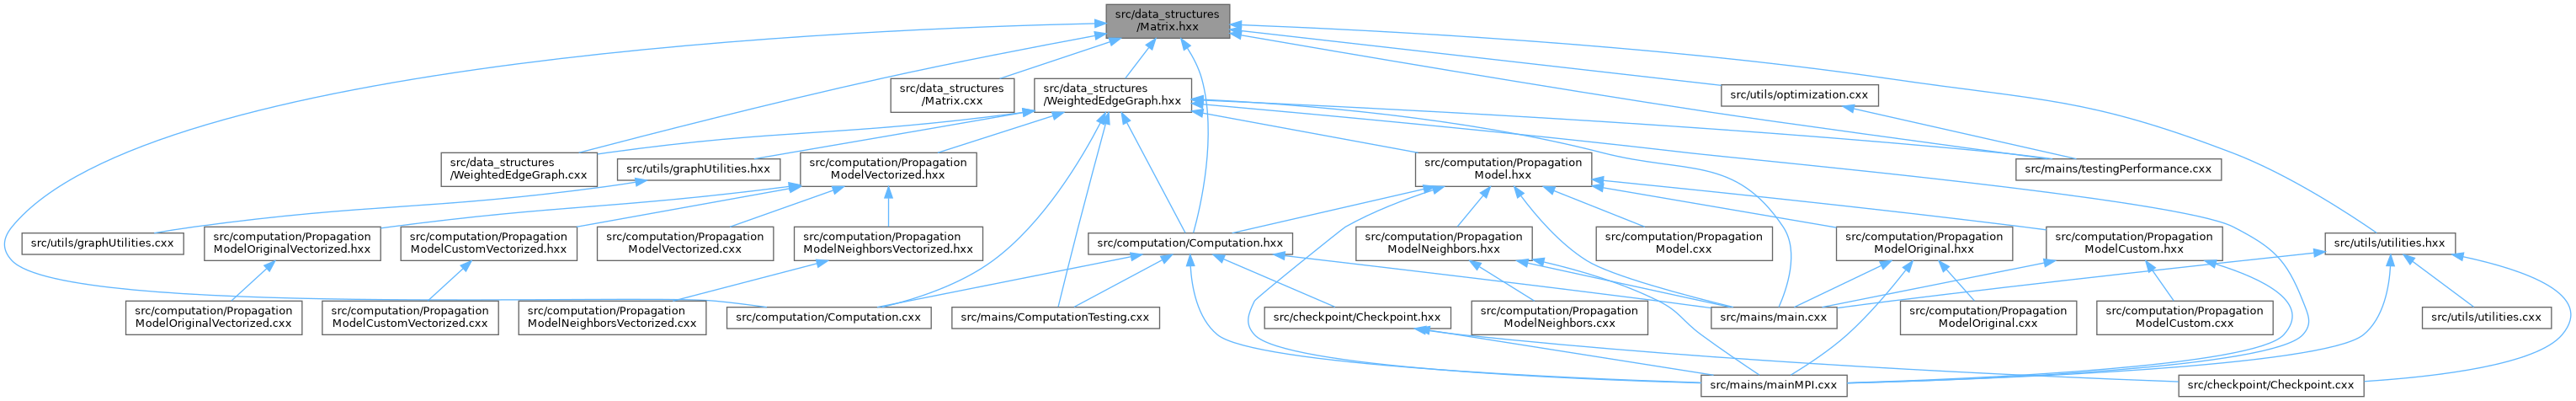 src/data_structures
/Matrix.hxx
src/data_structures
/Matrix.cxx
src/data_structures
/WeightedEdgeGraph.hxx
src/utils/optimization.cxx
src/data_structures
/WeightedEdgeGraph.cxx
src/utils/graphUtilities.hxx
src/computation/Propagation
ModelVectorized.hxx
src/computation/Propagation
Model.hxx
src/mains/testingPerformance.cxx
src/utils/graphUtilities.cxx
src/computation/Propagation
ModelOriginalVectorized.hxx
src/computation/Propagation
ModelCustomVectorized.hxx
src/computation/Propagation
ModelVectorized.cxx
src/computation/Propagation
ModelNeighborsVectorized.hxx
src/computation/Computation.hxx
src/computation/Propagation
ModelNeighbors.hxx
src/computation/Propagation
Model.cxx
src/computation/Propagation
ModelOriginal.hxx
src/computation/Propagation
ModelCustom.hxx
src/utils/utilities.hxx
src/computation/Propagation
ModelOriginalVectorized.cxx
src/computation/Propagation
ModelCustomVectorized.cxx
src/computation/Propagation
ModelNeighborsVectorized.cxx
src/computation/Computation.cxx
src/mains/ComputationTesting.cxx
src/checkpoint/Checkpoint.hxx
src/computation/Propagation
ModelNeighbors.cxx
src/mains/main.cxx
src/computation/Propagation
ModelOriginal.cxx
src/computation/Propagation
ModelCustom.cxx
src/utils/utilities.cxx
src/mains/mainMPI.cxx
src/checkpoint/Checkpoint.cxx